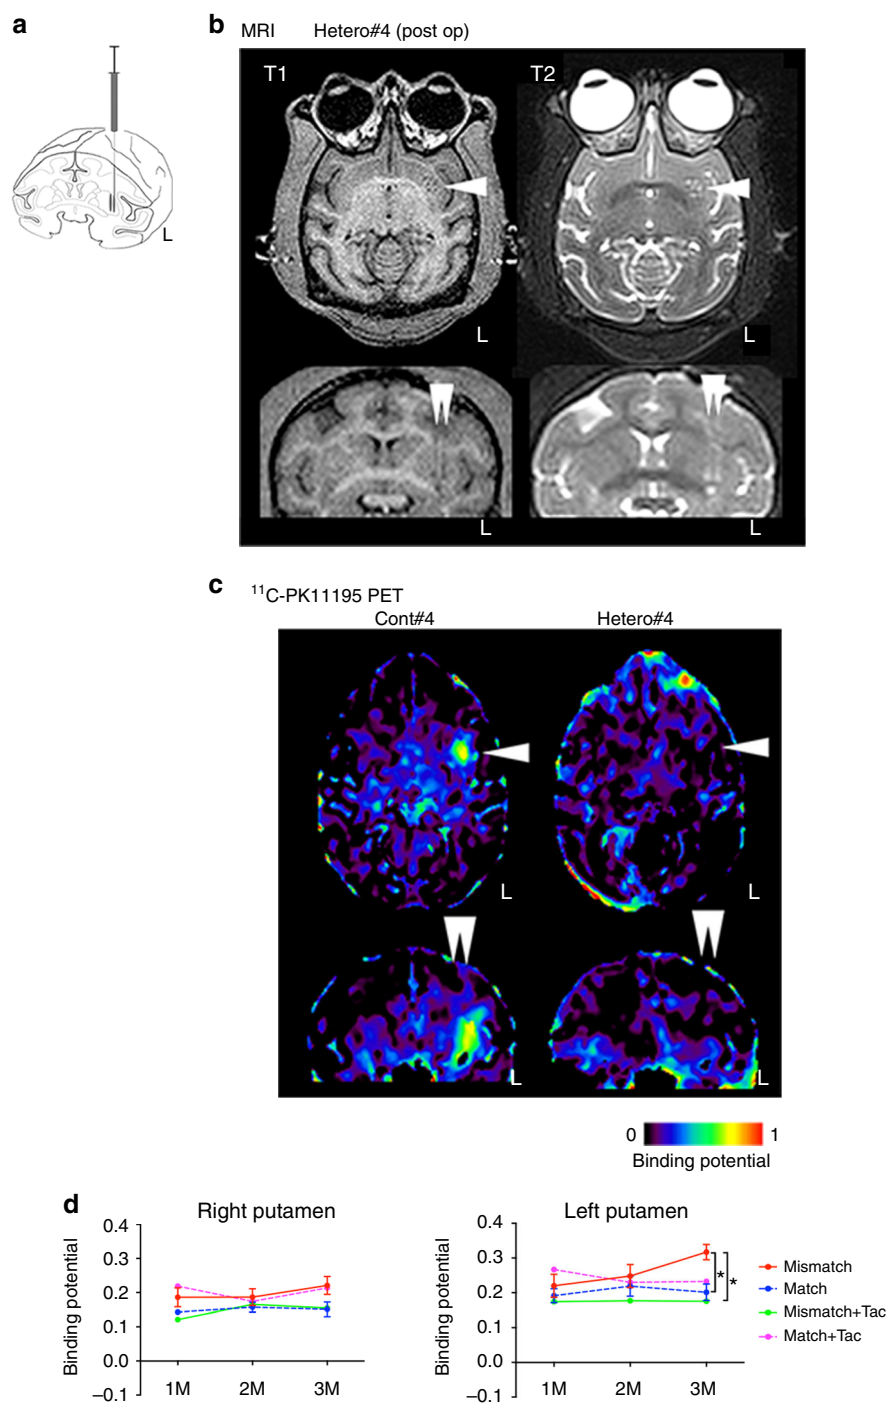 a
L
b
MRI Hetero#4 (post op)
T1
T2
L
L
L
L
c
¹¹C-PK11195 PET
Cont#4
Hetero#4
L
L
L
L
0
1
Binding potential
d
Right putamen
Binding potential
0.4
0.3
0.2
0.1
0.0
–0.1
1M 2M 3M
Left putamen
Binding potential
0.4
0.3
0.2
0.1
0.0
–0.1
1M 2M 3M
*
*
Mismatch
Match
Mismatch+Tac
Match+Tac